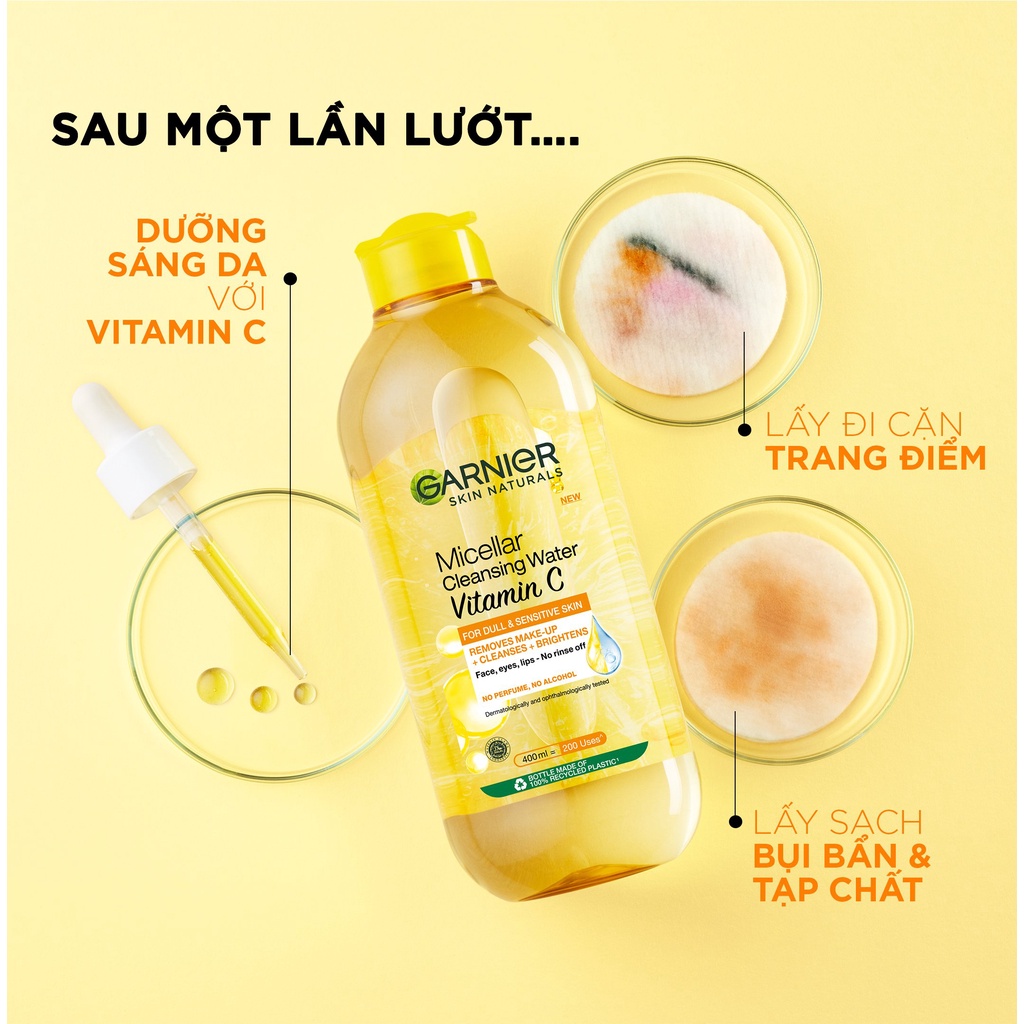 SAU MỘT LẦN LƯỚT....
DƯỠNG
SÁNG DA
VỚI
VITAMIN C
LẤY ĐI CẶN
TRANG ĐIỂM
GARNIER
SKIN NATURALS
NEW
Micellar
Cleansing Water
Vitamin C
FOR DULL & SENSITIVE SKIN
REMOVES MAKE-UP
+ CLEANSES + BRIGHTENS
Face, eyes, lips - No rinse off
NO PERFUME, NO ALCOHOL
Dermatologically and ophthalmologically tested
400ml = 200 Uses^
BOTTLE MADE OF
100% RECYCLED PLASTIC¹
LẤY SẠCH
BỤI BẨN &
TẠP CHẤT